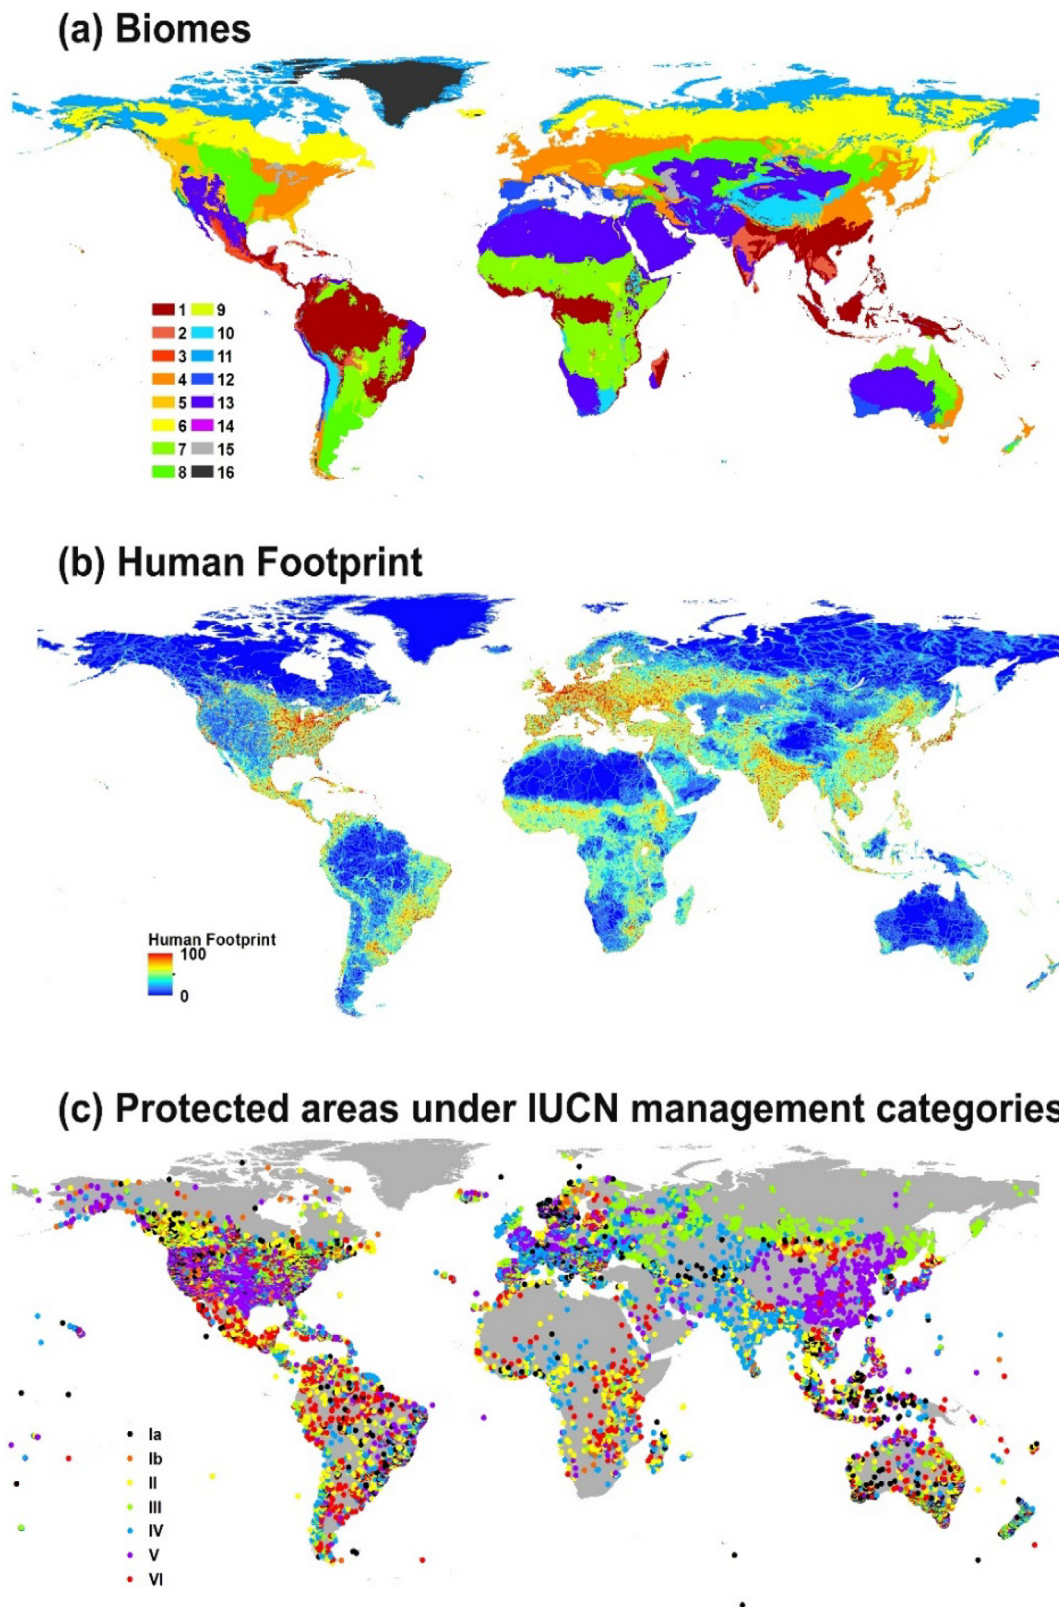 (a) Biomes
1 9
2 10
3 11
4 12
5 13
6 14
7 15
8 16
(b) Human Footprint
Human Footprint
100
0
(c) Protected areas under IUCN management categories
Ia
Ib
II
III
IV
V
VI